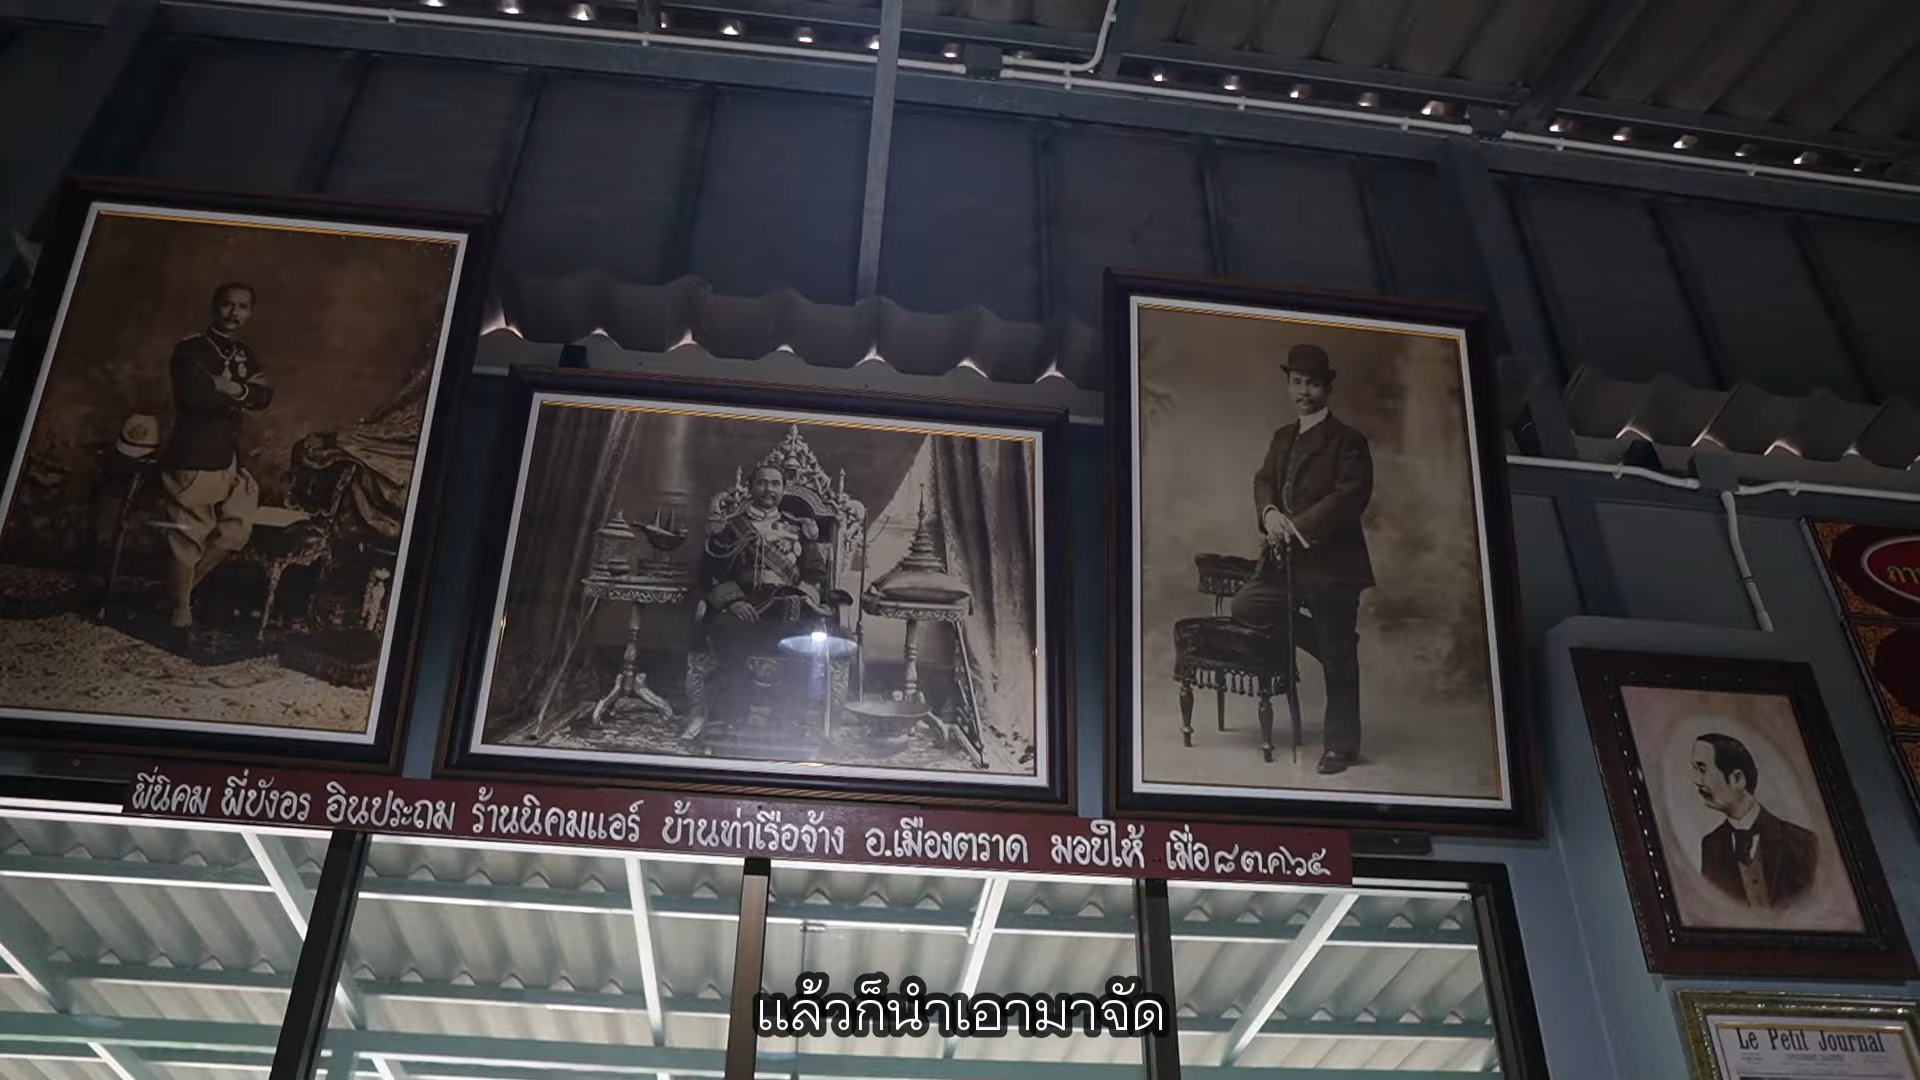 พี่นิคม พี่บังอร อินประถม ร้านนิคมแอร์ บ้านท่าเรือจ้าง อ.เมืองตราด มอบให้ เมื่อ ๘ ต.ค.๖๕
Le Petit Journal
แล้วก็นำเอามาจัด